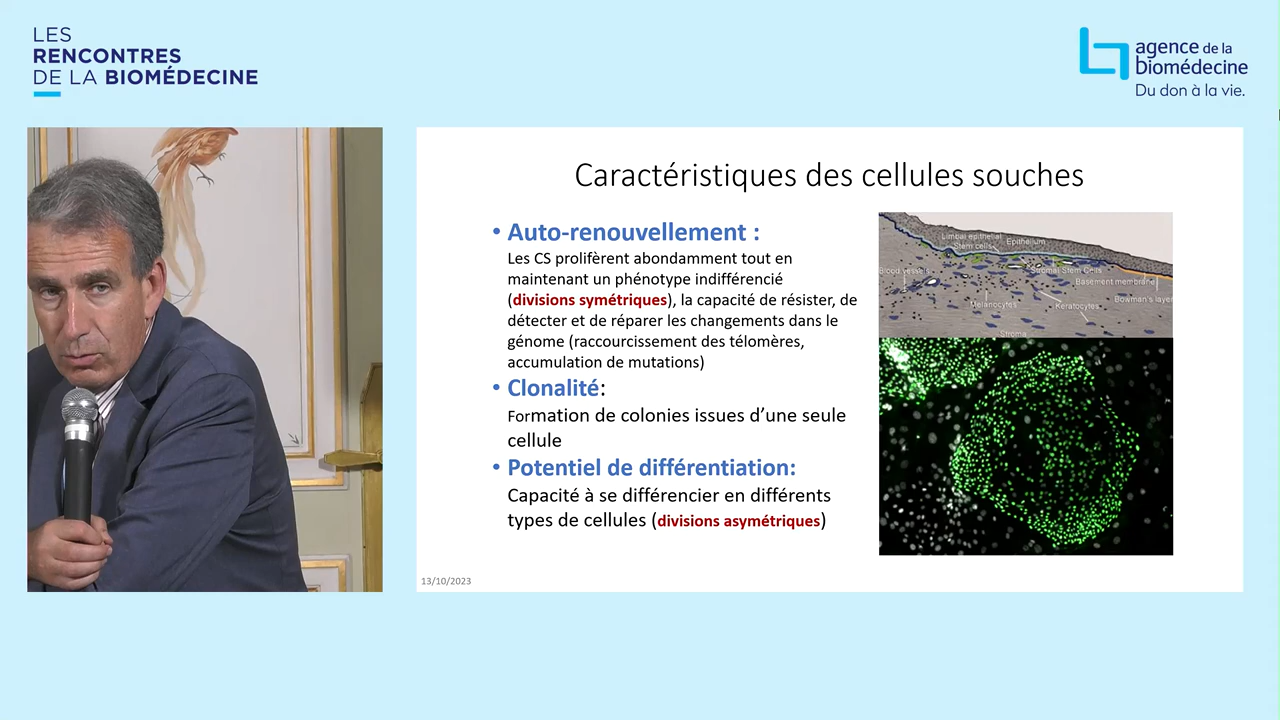 LES
RENCONTRES
DE LA BIOMÉDECINE
agence de la
biomédecine
Du don à la vie.
Caractéristiques des cellules souches
• Auto-renouvellement :
Les CS prolifèrent abondamment tout en
maintenant un phénotype indifférencié
(divisions symétriques), la capacité de résister, de
détecter et de réparer les changements dans le
génome (raccourcissement des télomères,
accumulation de mutations)
• Clonalité:
Formation de colonies issues d’une seule
cellule
• Potentiel de différentiation:
Capacité à se différencier en différents
types de cellules (divisions asymétriques)
Limbal epithelial
Stem cells
Epithelium
Blood vessels
Stromal Stem Cells
Basement membrane
Bowman's layer
Melanocytes
Keratocytes
Stroma
13/10/2023